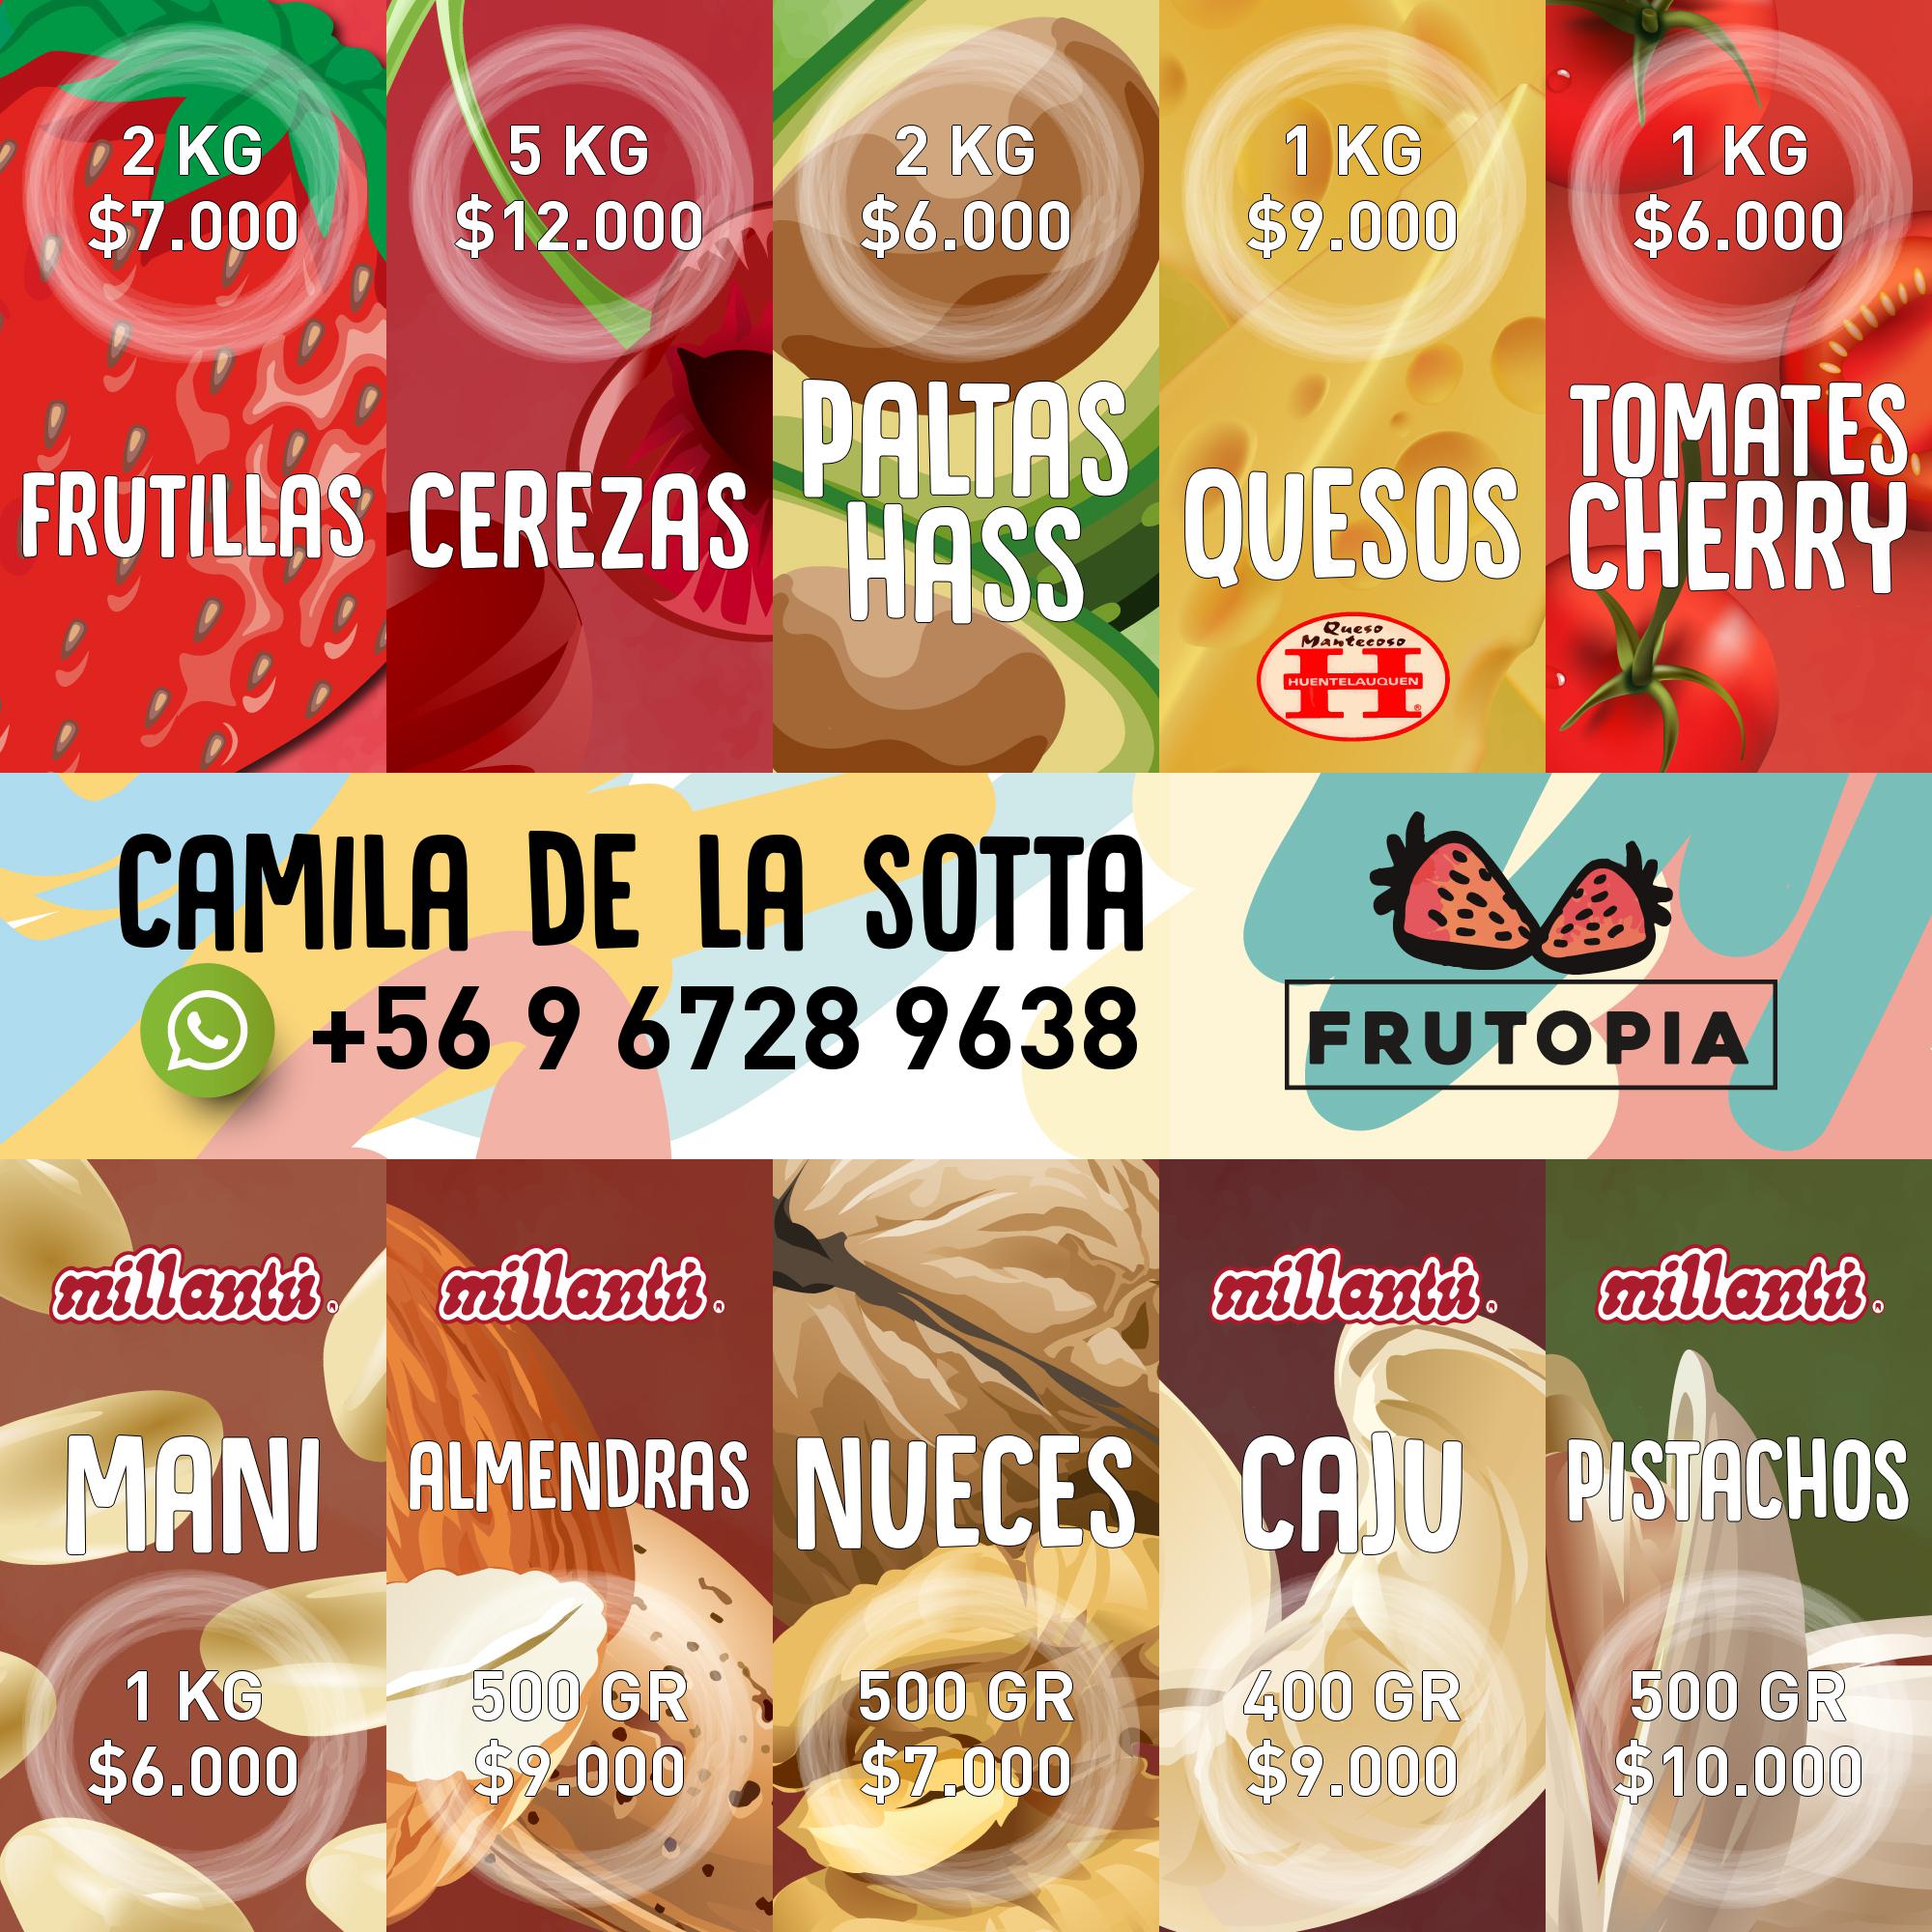 2 KG
$7.000
FRUTILLAS
5 KG
$12.000
CEREZAS
2 KG
$6.000
PALTAS
HASS
1 KG
$9.000
QUESOS
Queso
Mantecoso
H
HUENTELAUQUEN
®
1 KG
$6.000
TOMATES
CHERRY
CAMILA DE LA SOTTA
+56 9 6728 9638
FRUTOPIA
millantú®
MANI
1 KG
$6.000
millantú®
ALMENDRAS
500 GR
$9.000
NUECES
500 GR
$7.000
millantú®
CAJU
400 GR
$9.000
millantú®
PISTACHOS
500 GR
$10.000